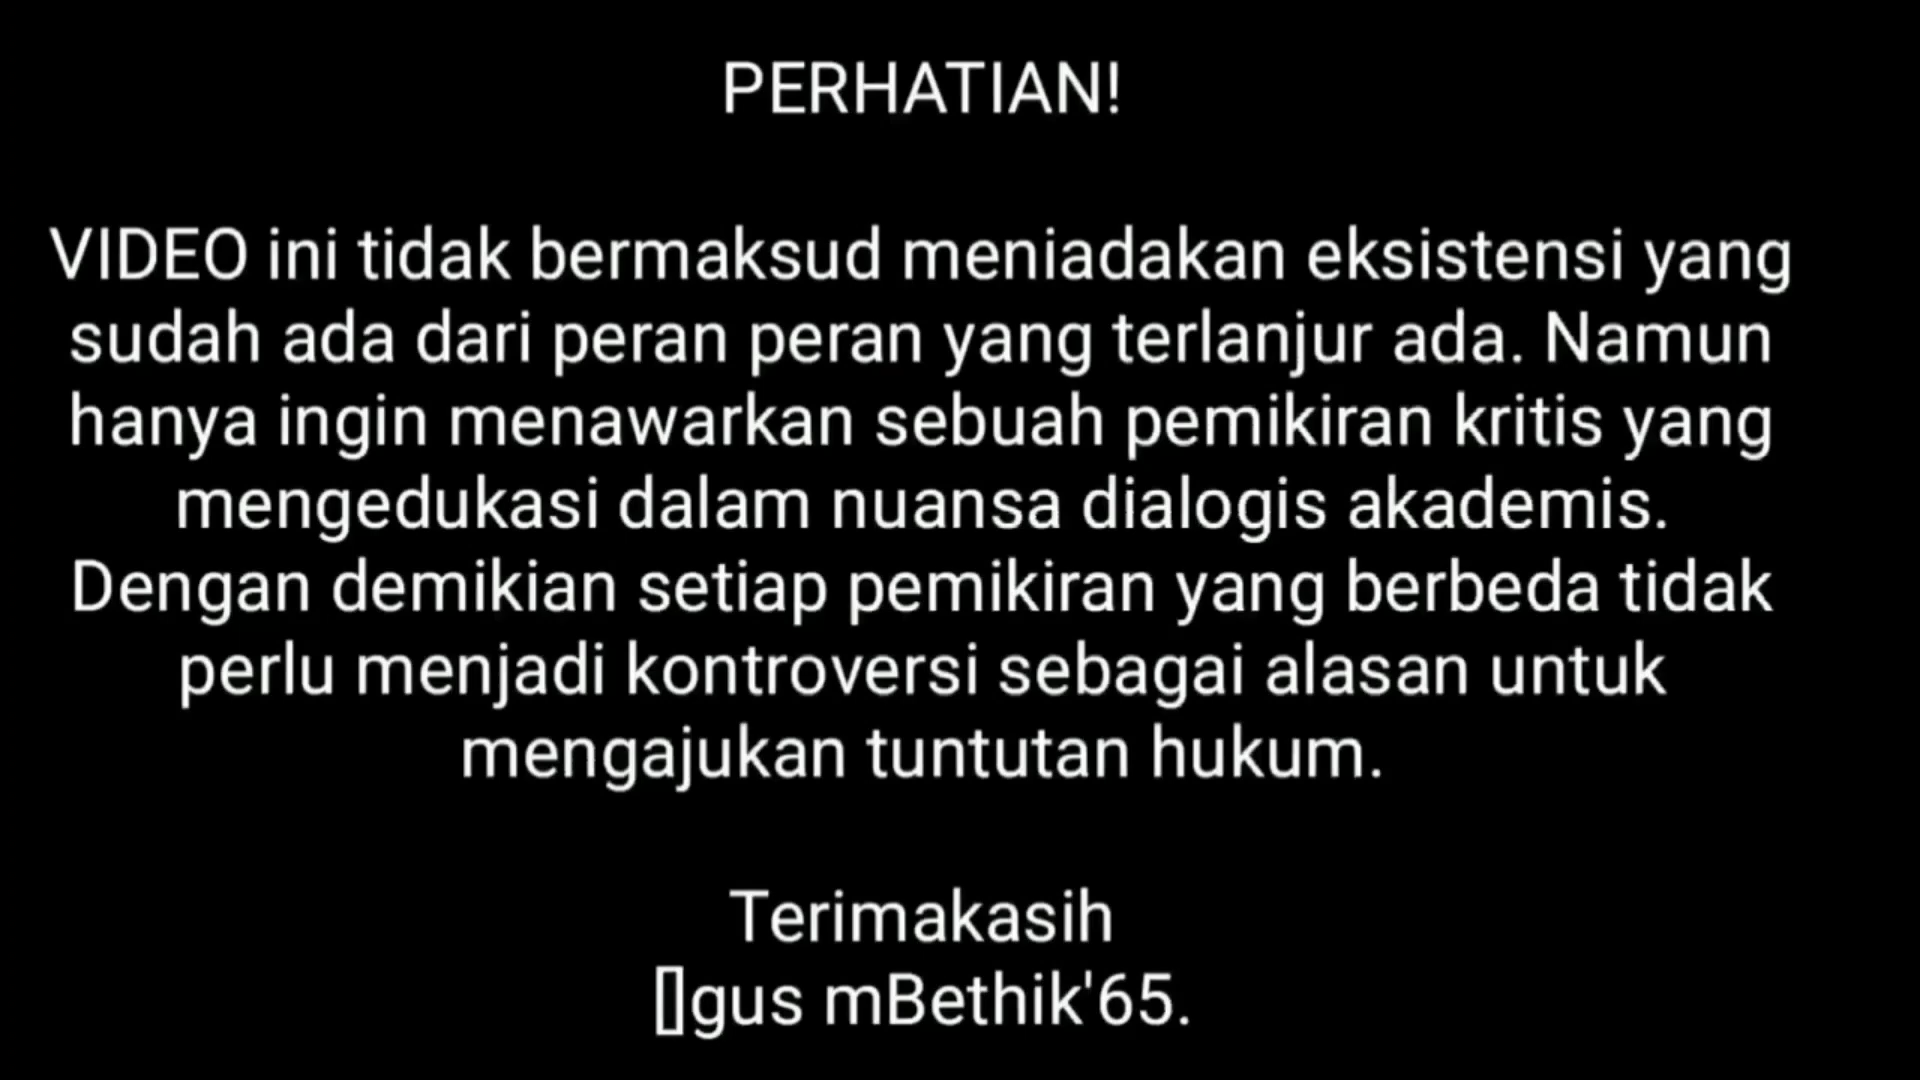 PERHATIAN!
VIDEO ini tidak bermaksud meniadakan eksistensi yang
sudah ada dari peran peran yang terlanjur ada. Namun
hanya ingin menawarkan sebuah pemikiran kritis yang
mengedukasi dalam nuansa dialogis akademis.
Dengan demikian setiap pemikiran yang berbeda tidak
perlu menjadi kontroversi sebagai alasan untuk
mengajukan tuntutan hukum.
Terimakasih
▯gus mBethik'65.